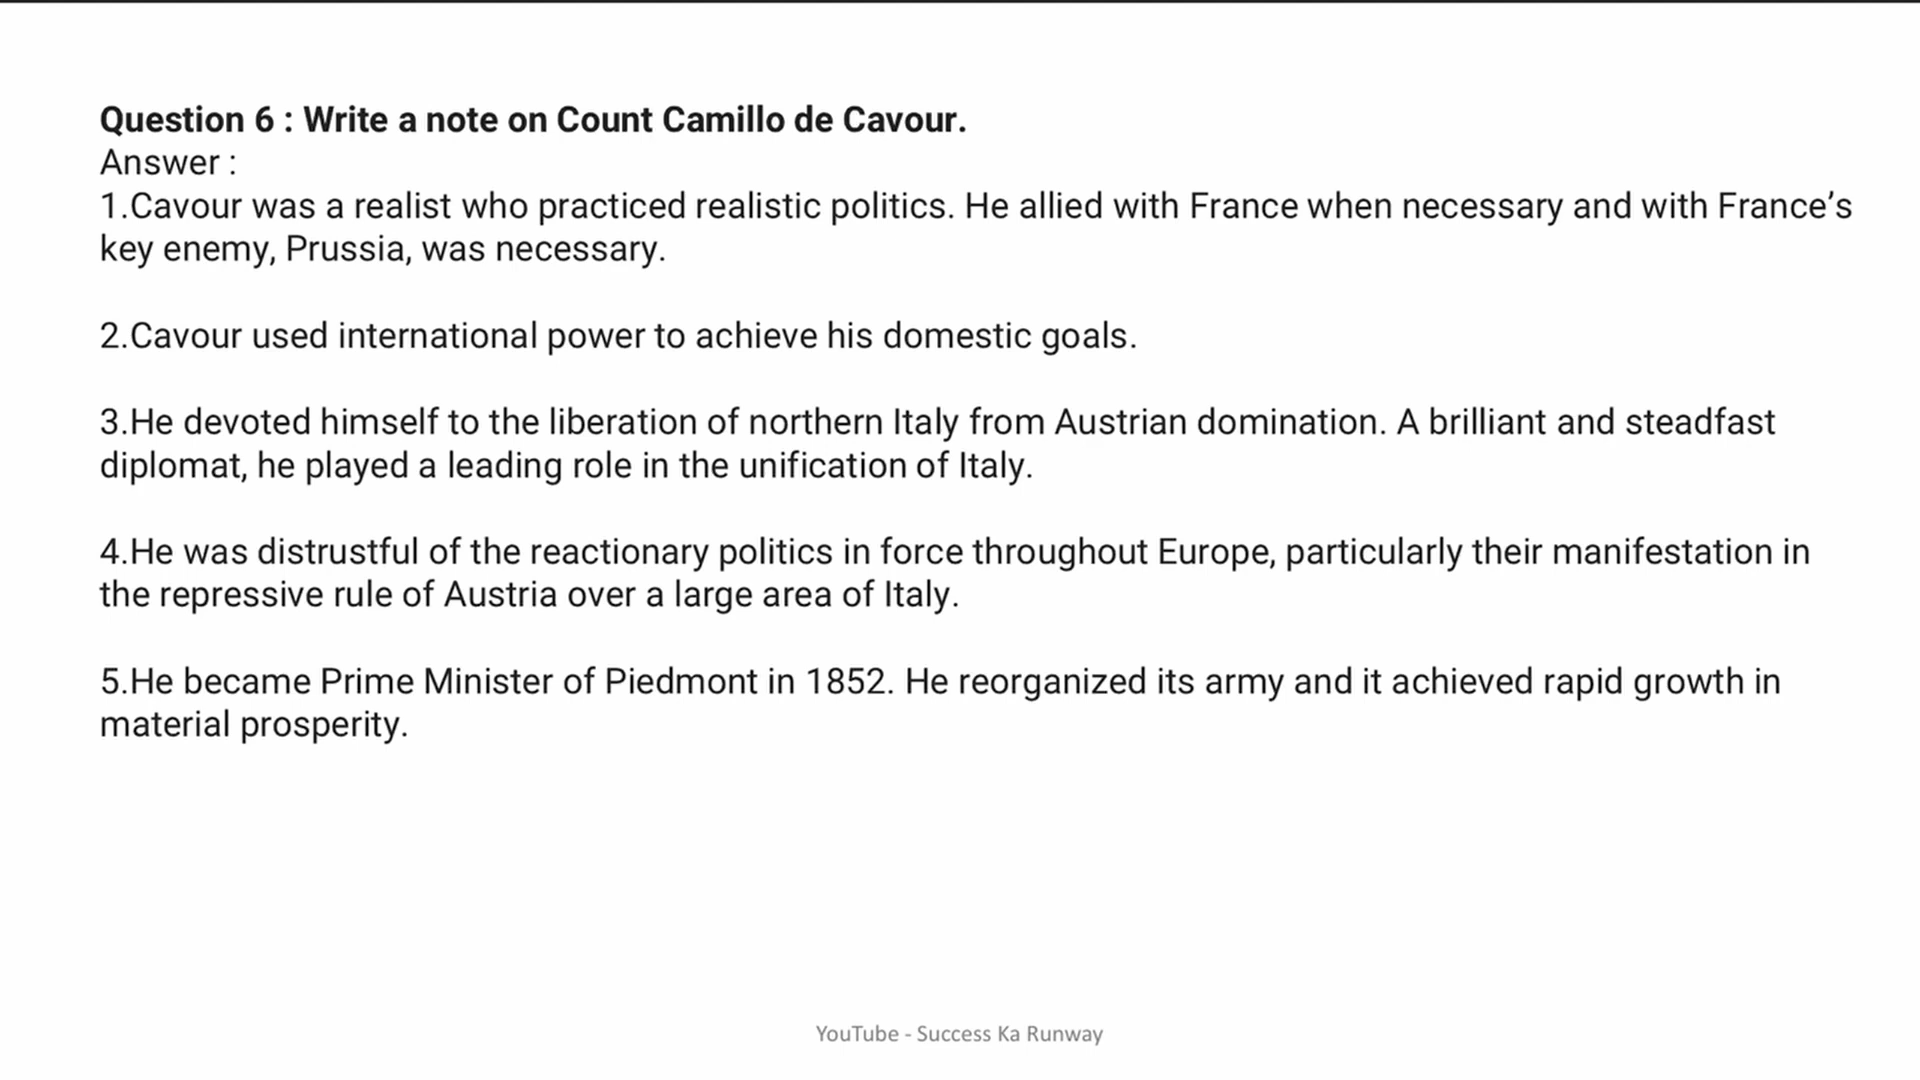 Question 6 : Write a note on Count Camillo de Cavour.
Answer :
1.Cavour was a realist who practiced realistic politics. He allied with France when necessary and with France’s
key enemy, Prussia, was necessary.
2.Cavour used international power to achieve his domestic goals.
3.He devoted himself to the liberation of northern Italy from Austrian domination. A brilliant and steadfast
diplomat, he played a leading role in the unification of Italy.
4.He was distrustful of the reactionary politics in force throughout Europe, particularly their manifestation in
the repressive rule of Austria over a large area of Italy.
5.He became Prime Minister of Piedmont in 1852. He reorganized its army and it achieved rapid growth in
material prosperity.
YouTube - Success Ka Runway